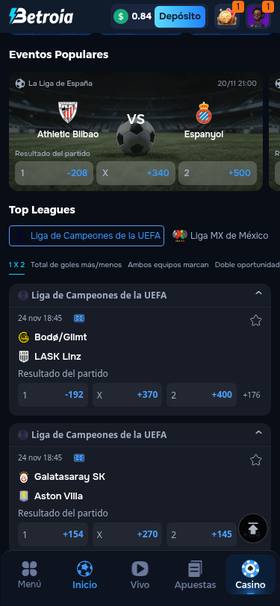 Betroia
$ 0.84 Depósito 1 1
Eventos Populares
La Liga de España 20/11 21:00
VS
Athletic Bilbao Espanyol
Resultado del partido
1 -208 X +340 2 +500
Top Leagues
Liga de Campeones de la UEFA Liga MX de México
1 X 2 Total de goles más/menos Ambos equipos marcan Doble oportunidad
Liga de Campeones de la UEFA
24 nov 18:45
Bodø/Glimt
LASK Linz
Resultado del partido
1 -192 X +370 2 +400 +176
Liga de Campeones de la UEFA
24 nov 18:45
Galatasaray SK
Aston Villa
Resultado del partido
1 +154 X +270 2 +145
Menú Inicio Vivo Apuestas Casino